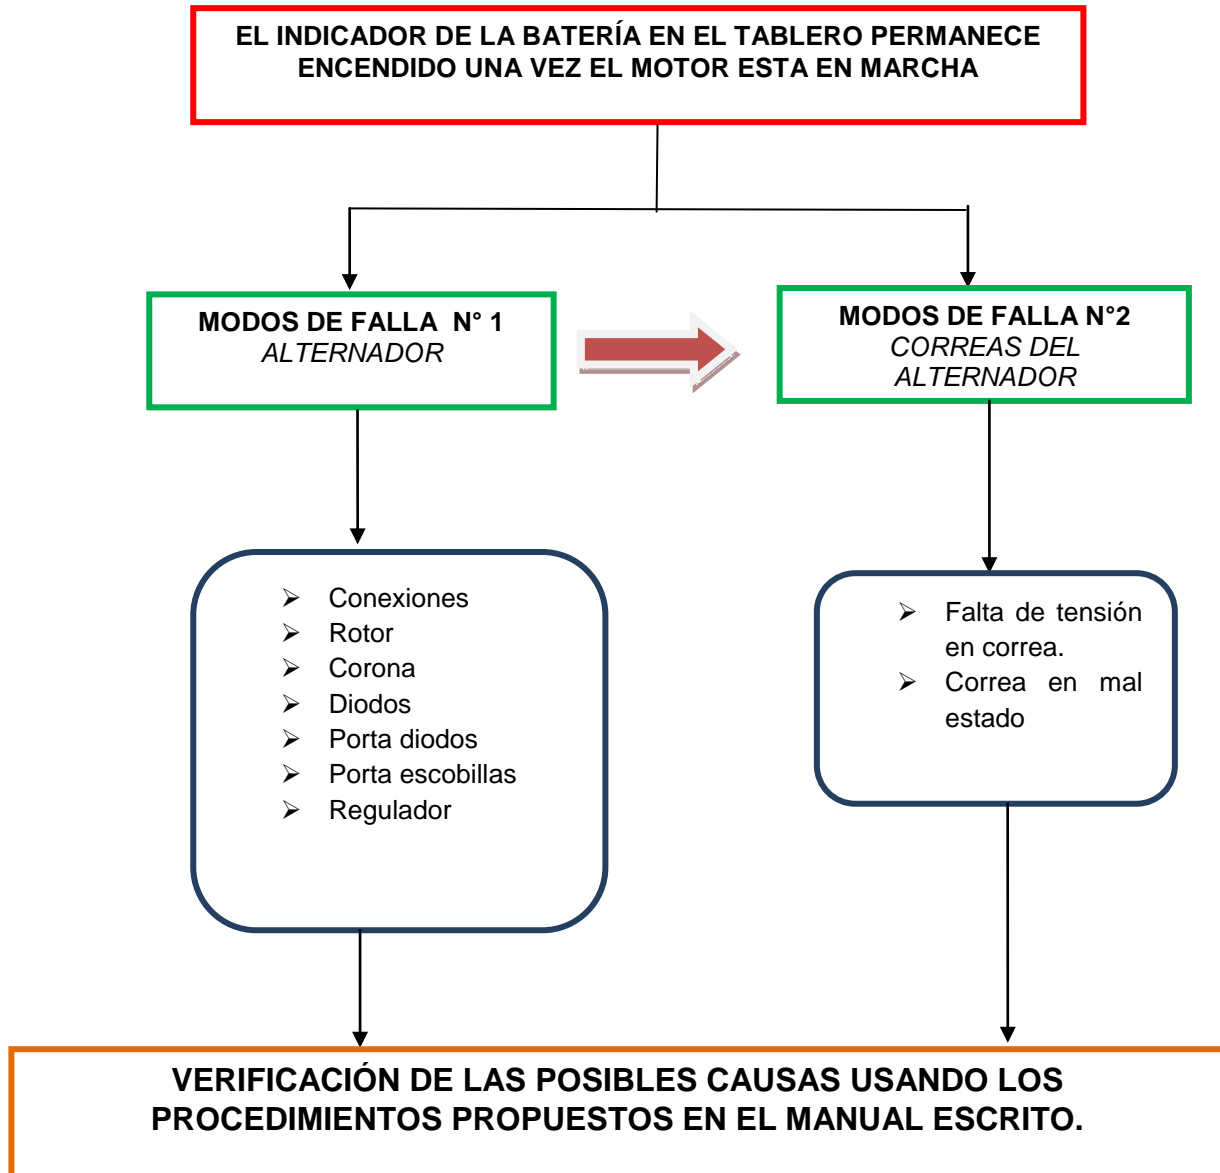 EL INDICADOR DE LA BATERÍA EN EL TABLERO PERMANECE
ENCENDIDO UNA VEZ EL MOTOR ESTA EN MARCHA
MODOS DE FALLA N° 1
ALTERNADOR
MODOS DE FALLA N°2
CORREAS DEL
ALTERNADOR
➢ Conexiones
➢ Rotor
➢ Corona
➢ Diodos
➢ Porta diodos
➢ Porta escobillas
➢ Regulador
➢ Falta de tensión
en correa.
➢ Correa en mal
estado
VERIFICACIÓN DE LAS POSIBLES CAUSAS USANDO LOS
PROCEDIMIENTOS PROPUESTOS EN EL MANUAL ESCRITO.